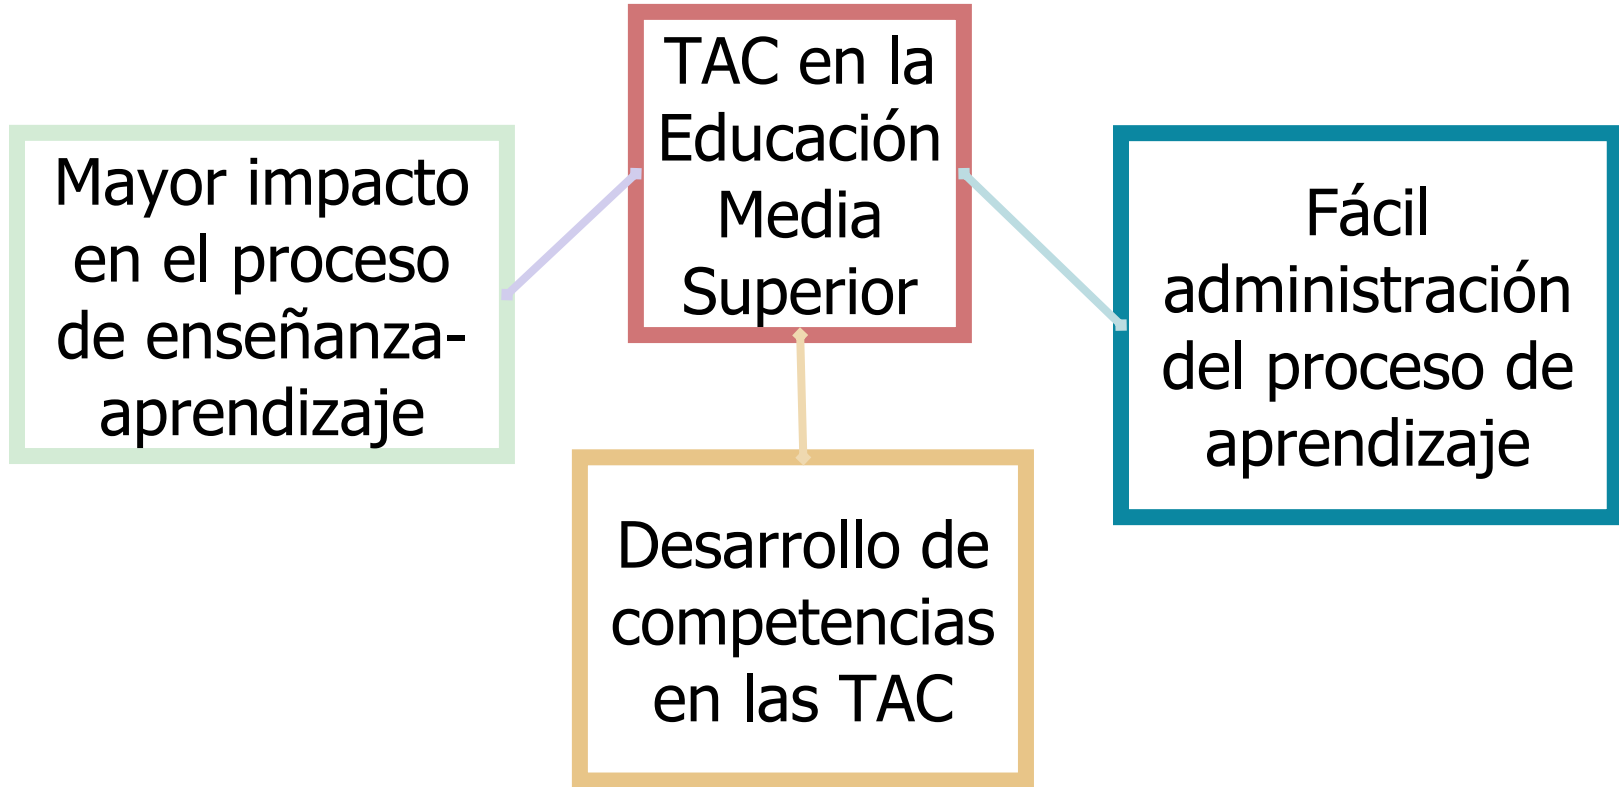 TAC en la
Educación
Media
Superior
Mayor impacto
en el proceso
de enseñanza-
aprendizaje
Fácil
administración
del proceso de
aprendizaje
Desarrollo de
competencias
en las TAC